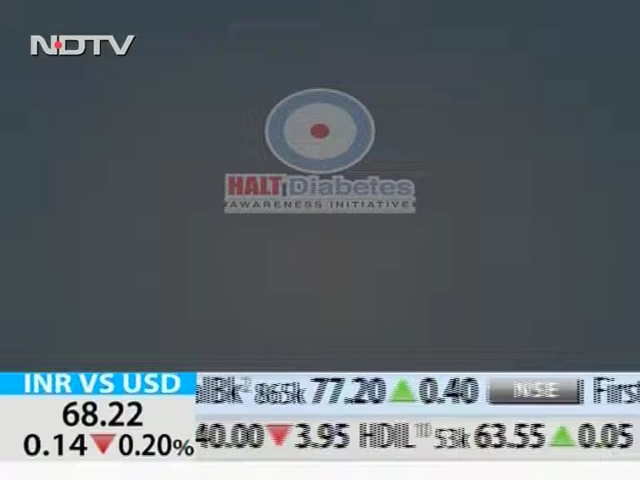 NDTV
HALT Diabetes
AWARENESS INITIATIVE
INR VS USD
68.22
0.14 0.20%
865k 77.20 0.40 NSE First
40.00 3.95 HDIL 53k 63.55 0.05